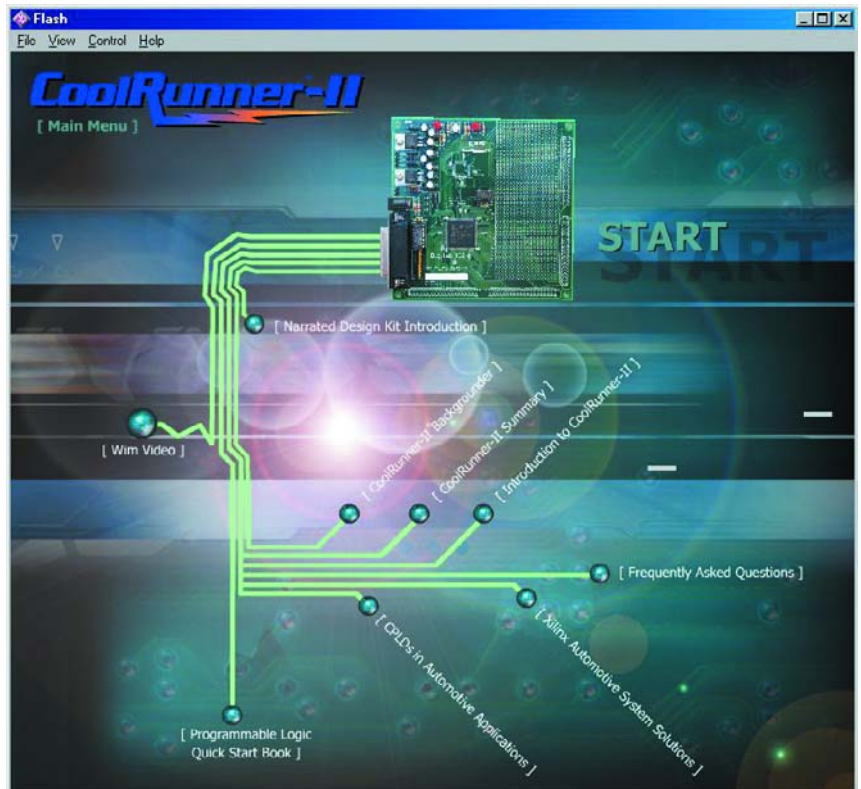 Flash
File View Control Help
CoolRunner-II
[ Main Menu ]
START
START
[ Narrated Design Kit Introduction ]
[ Wim Video ]
[ CoolRunner-II Backgrounder ]
[ CoolRunner-II Summary ]
[ Introduction to CoolRunner-II ]
[ Frequently Asked Questions ]
[ CPLDs in Automotive Applications ]
[ Xilinx Automotive System Solutions ]
[ Programmable Logic
Quick Start Book ]